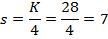 s = K/4 = 28/4 = 7